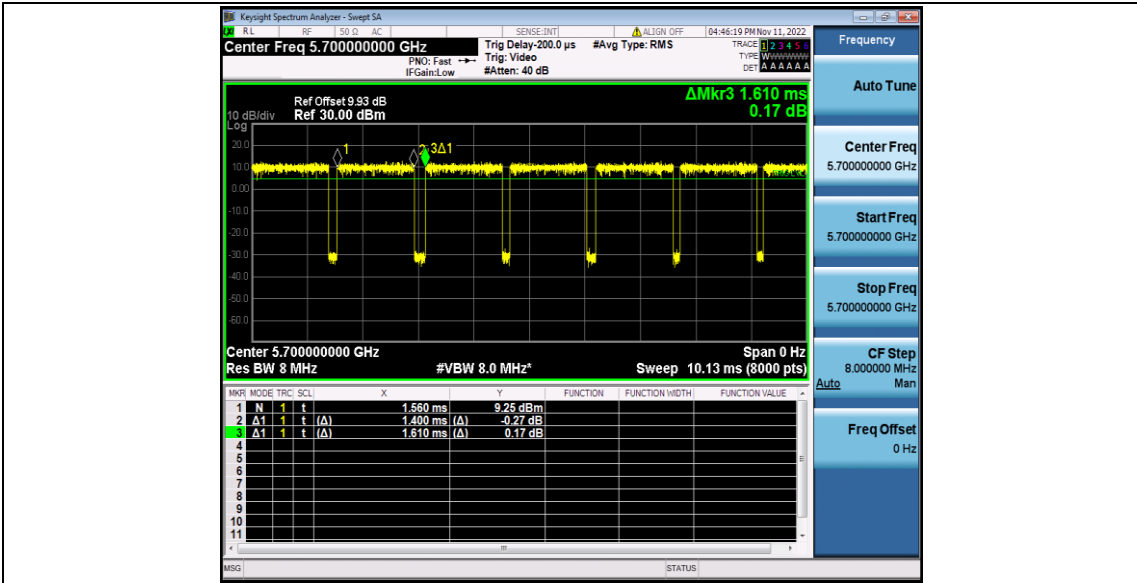 Keysight Spectrum Analyzer - Swept SA
RL RF 50 Ω AC SENSE:INT ALIGN OFF 04:46:19 PM Nov 11, 2022
Center Freq 5.700000000 GHz
PNO: Fast
IFGain:Low
Trig Delay-200.0 µs
Trig: Video
#Atten: 40 dB
#Avg Type: RMS
TRACE 1 2 3 4 5 6
TYPE WWWWWW
DET A A A A A A
Frequency
ΔMkr3 1.610 ms
0.17 dB
Ref Offset 9.93 dB
10 dB/div Ref 30.00 dBm
Log
20.0
10.0
0.00
-10.0
-20.0
-30.0
-40.0
-50.0
-60.0
1
3Δ1
Center 5.700000000 GHz Span 0 Hz
Res BW 8 MHz #VBW 8.0 MHz* Sweep 10.13 ms (8000 pts)
MKR MODE TRC SCL X Y FUNCTION FUNCTION WIDTH FUNCTION VALUE
1 N 1 t 1.560 ms 9.25 dBm
2 Δ1 1 t (Δ) 1.400 ms (Δ) -0.27 dB
3 Δ1 1 t (Δ) 1.610 ms (Δ) 0.17 dB
4
5
6
7
8
9
10
11
MSG STATUS
Auto Tune
Center Freq
5.700000000 GHz
Start Freq
5.700000000 GHz
Stop Freq
5.700000000 GHz
CF Step
8.000000 MHz
Auto Man
Freq Offset
0 Hz